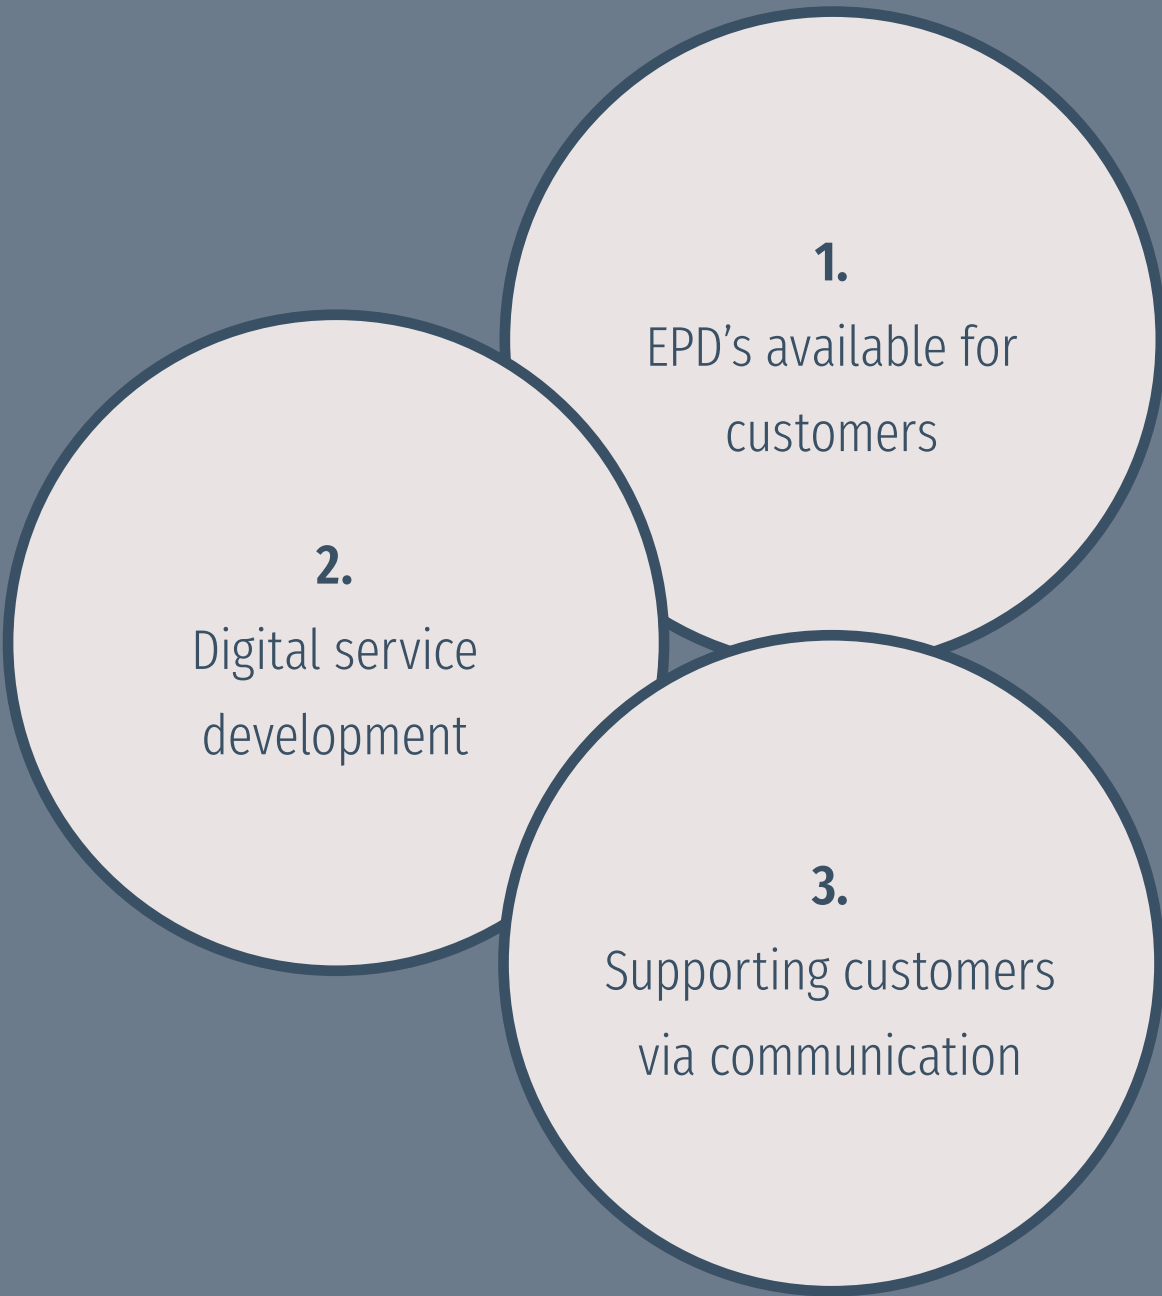 1.
EPD’s available for
customers
2.
Digital service
development
3.
Supporting customers
via communication